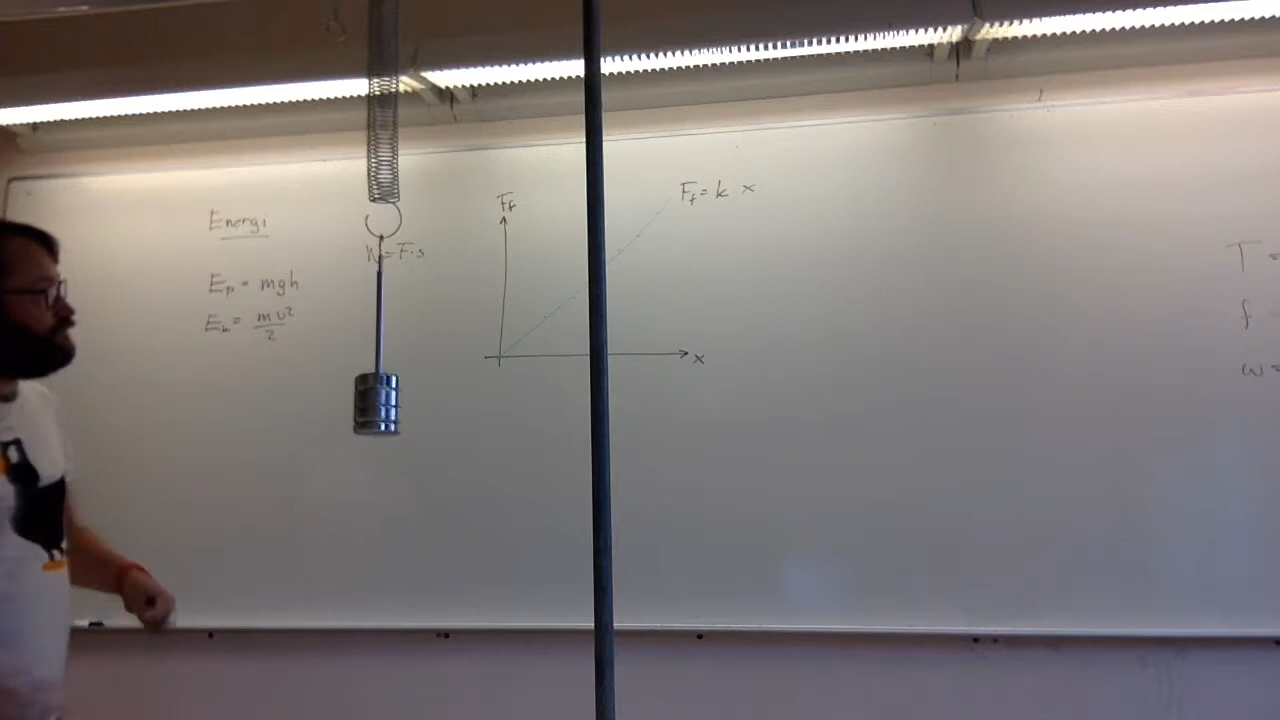 Energi
W = F·s
Ep = mgh
Ek = mv²/2
Ff
Ff = k x
x
T =
f
ω =